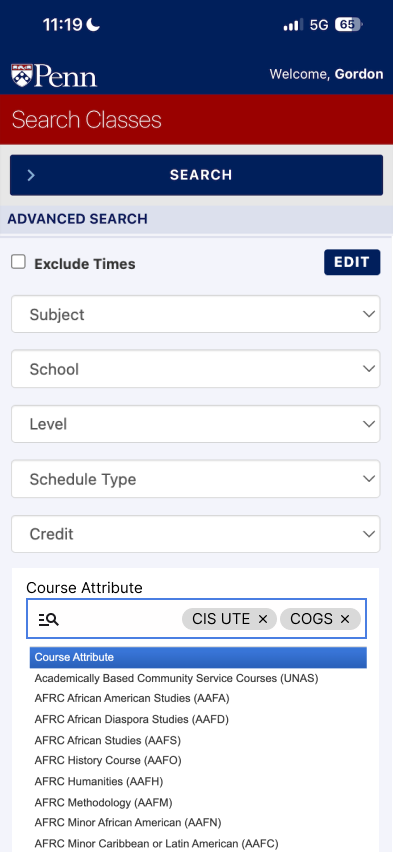 11:19 5G 65
Penn
Welcome, Gordon
Search Classes
SEARCH
ADVANCED SEARCH
Exclude Times EDIT
Subject
School
Level
Schedule Type
Credit
Course Attribute
CIS UTE × COGS ×
Course Attribute
Academically Based Community Service Courses (UNAS)
AFRC African American Studies (AAFA)
AFRC African Diaspora Studies (AAFD)
AFRC African Studies (AAFS)
AFRC History Course (AAFO)
AFRC Humanities (AAFH)
AFRC Methodology (AAFM)
AFRC Minor African American (AAFN)
AFRC Minor Caribbean or Latin American (AAFC)